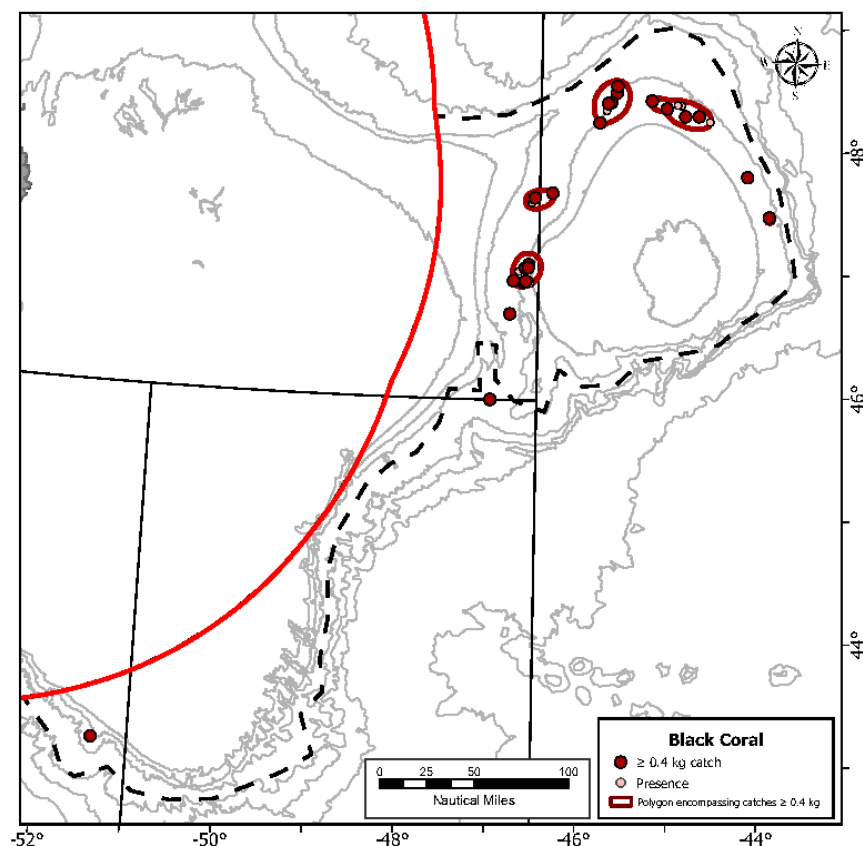 N
W E
S
48°
46°
44°
Black Coral
≥ 0.4 kg catch
Presence
Polygon encompassing catches ≥ 0.4 kg
0 25 50 100
Nautical Miles
-52 -50 -48 -46 -44